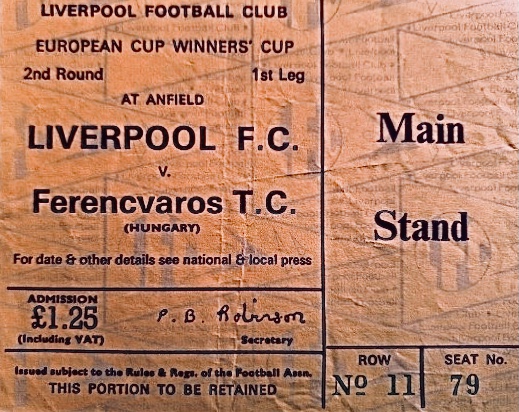 LIVERPOOL FOOTBALL CLUB
EUROPEAN CUP WINNERS' CUP
2nd Round 1st Leg
AT ANFIELD
LIVERPOOL F.C.
V.
Ferencvaros T.C.
(HUNGARY)
For date & other details see national & local press
ADMISSION
£1.25
(Including VAT)
P. B. Robinson
Secretary
Issued subject to the Rules & Regs. of the Football Assn.
THIS PORTION TO BE RETAINED
Main
Stand
ROW
Nº 11
SEAT No.
79